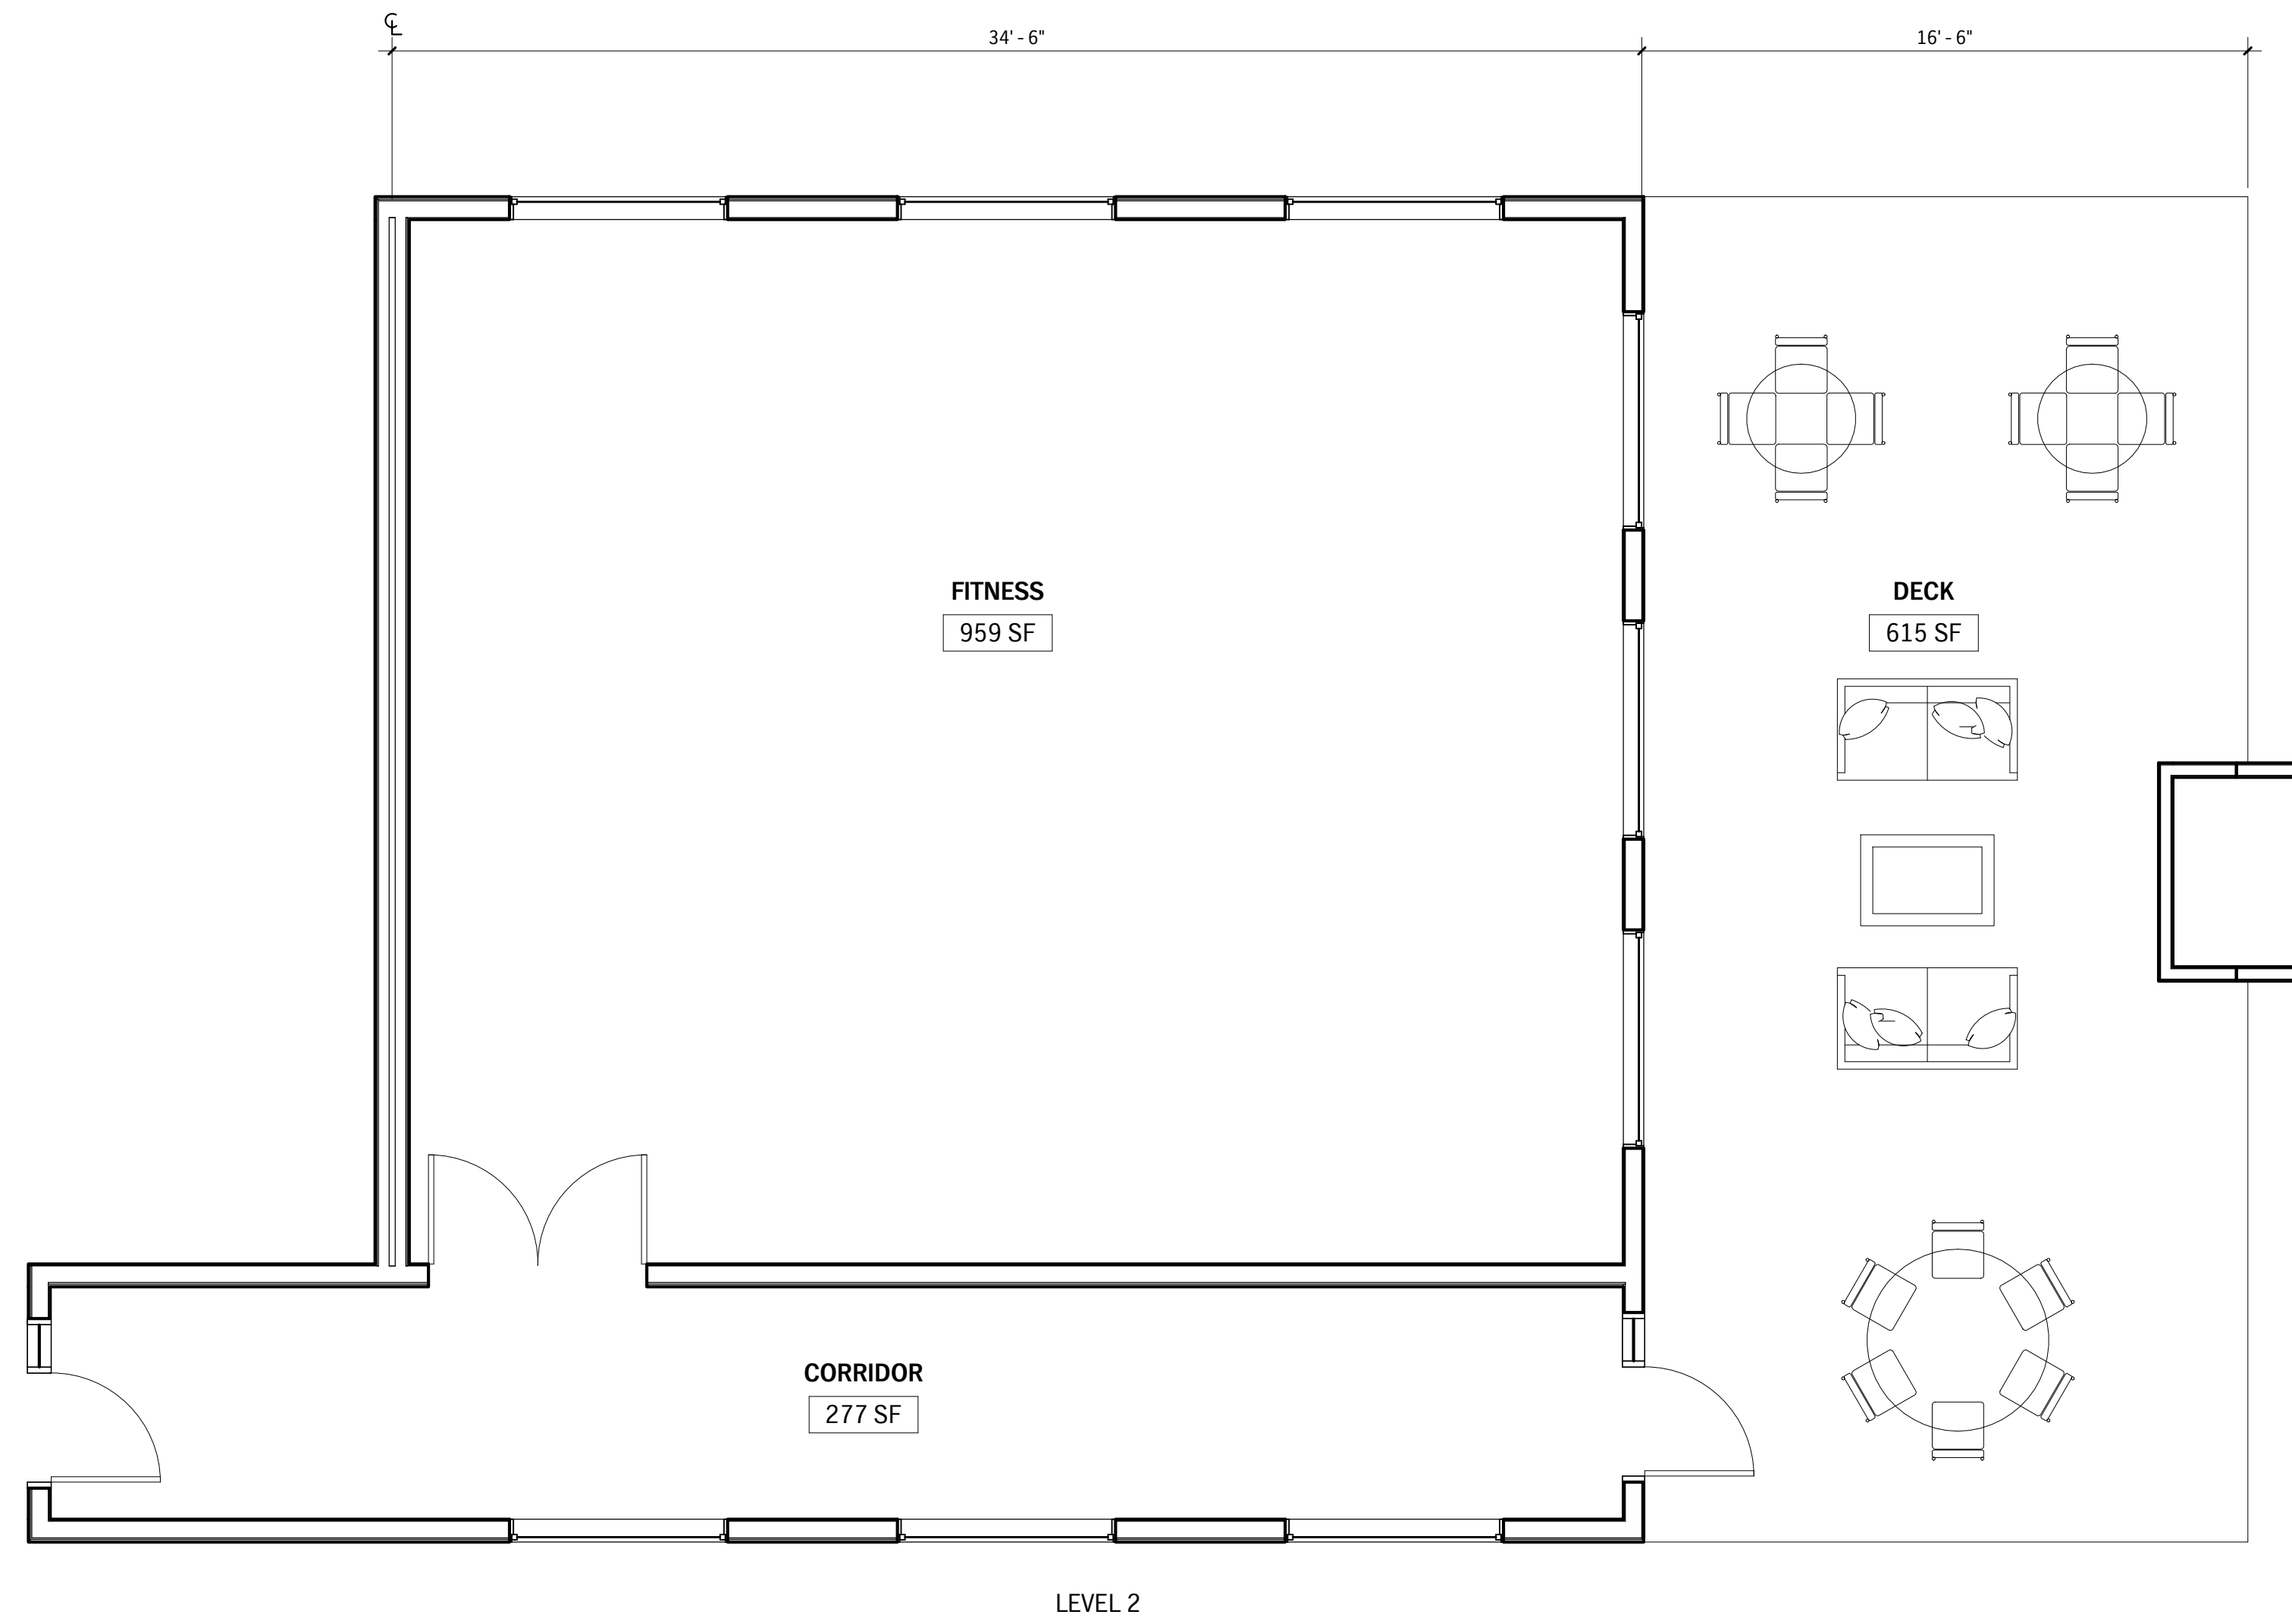 ℄
34' - 6"
16' - 6"
FITNESS
959 SF
DECK
615 SF
CORRIDOR
277 SF
LEVEL 2